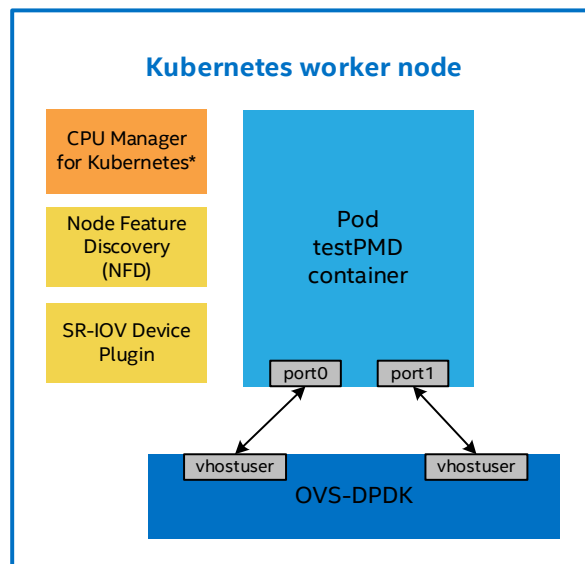 Kubernetes worker node
CPU Manager
for Kubernetes*
Node Feature
Discovery
(NFD)
SR-IOV Device
Plugin
Pod
testPMD
container
port0
port1
vhostuser
vhostuser
OVS-DPDK